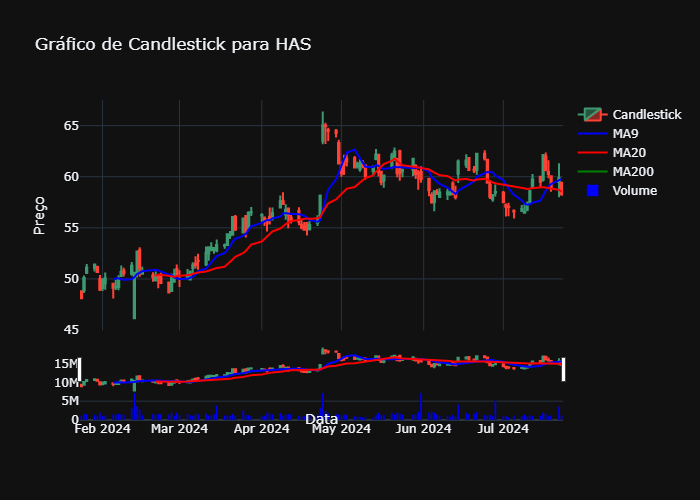 Gráfico de Candlestick para HAS
Candlestick
MA9
MA20
MA200
Volume
Preço
65
60
55
50
45
15M
10M
5M
0
Data
Feb 2024
Mar 2024
Apr 2024
May 2024
Jun 2024
Jul 2024